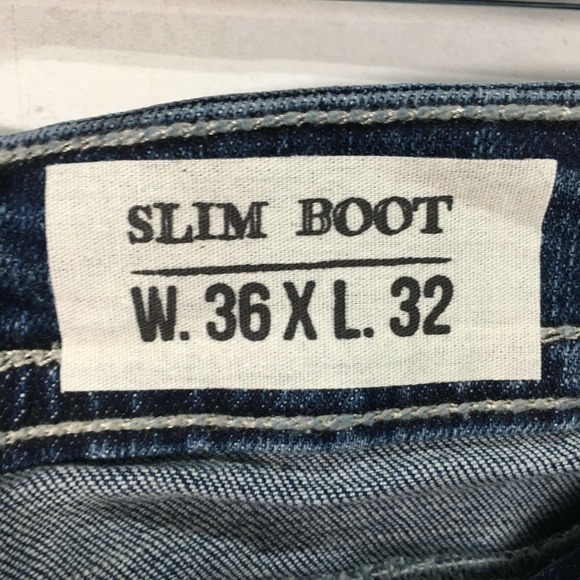 SLIM BOOT
W. 36 X L. 32